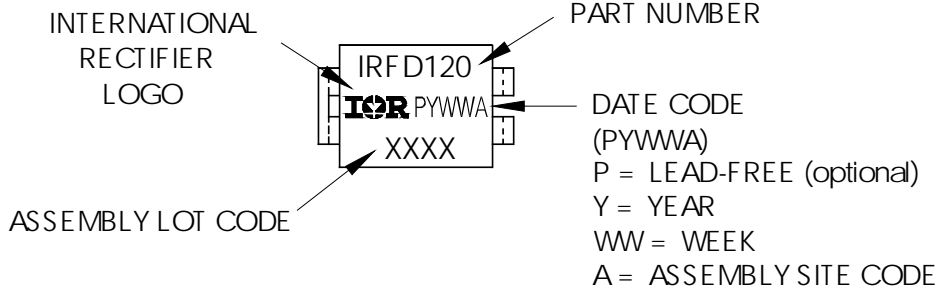 INTERNATIONAL
RECTIFIER
LOGO
PART NUMBER
IRFD120
IOR PYWWA
XXXX
ASSEMBLY LOT CODE
DATE CODE
(PYWWA)
P = LEAD-FREE (optional)
Y = YEAR
WW = WEEK
A = ASSEMBLY SITE CODE